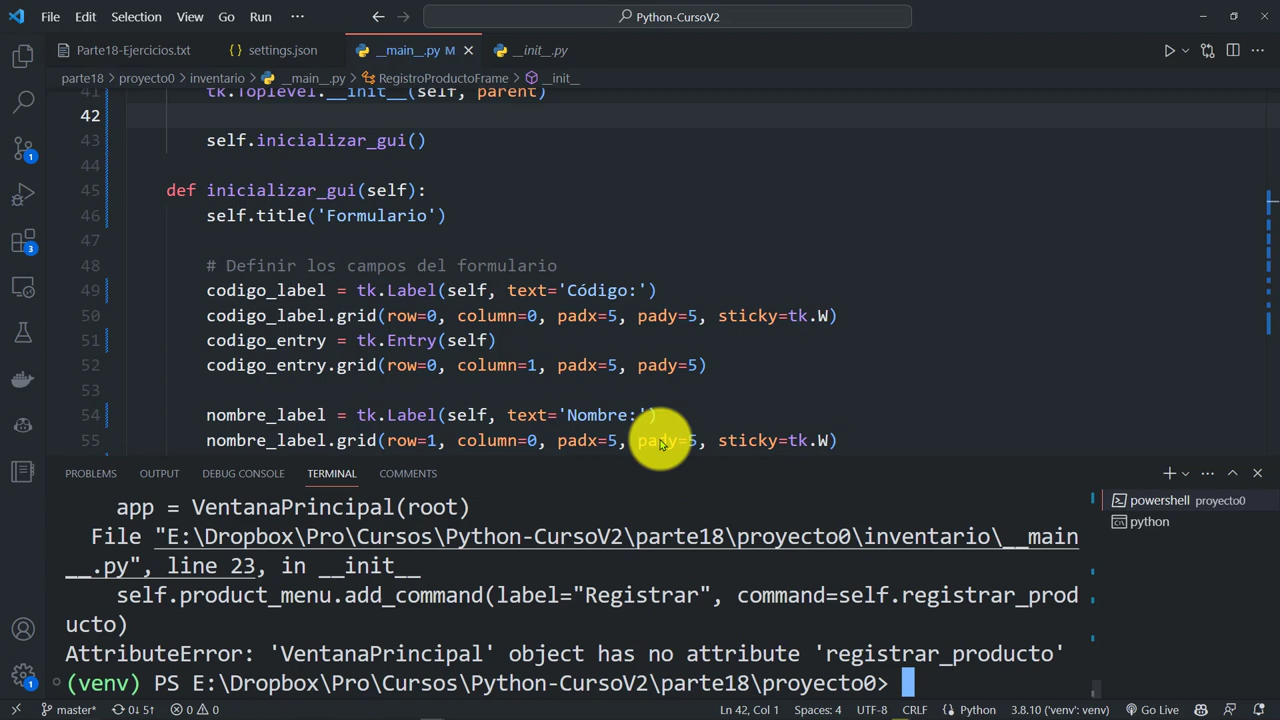 File Edit Selection View Go Run ··· Python-CursoV2
Parte18-Ejercicios.txt {} settings.json __main__.py M __init__.py
parte18 > proyecto0 > inventario > __main__.py > RegistroProductoFrame > __init__
41 tk.Toplevel.__init__(self, parent)
42
43 self.inicializar_gui()
44
45 def inicializar_gui(self):
46 self.title('Formulario')
47
48 # Definir los campos del formulario
49 codigo_label = tk.Label(self, text='Código:')
50 codigo_label.grid(row=0, column=0, padx=5, pady=5, sticky=tk.W)
51 codigo_entry = tk.Entry(self)
52 codigo_entry.grid(row=0, column=1, padx=5, pady=5)
53
54 nombre_label = tk.Label(self, text='Nombre:')
55 nombre_label.grid(row=1, column=0, padx=5, pady=5, sticky=tk.W)
PROBLEMS OUTPUT DEBUG CONSOLE TERMINAL COMMENTS
app = VentanaPrincipal(root)
File "E:\Dropbox\Pro\Cursos\Python-CursoV2\parte18\proyecto0\inventario\__main
__.py", line 23, in __init__
self.product_menu.add_command(label="Registrar", command=self.registrar_prod
ucto)
AttributeError: 'VentanaPrincipal' object has no attribute 'registrar_producto'
(venv) PS E:\Dropbox\Pro\Cursos\Python-CursoV2\parte18\proyecto0>
powershell proyecto0
python
1
3
1
master* 0↓ 5↑ 0 0 Ln 42, Col 1 Spaces: 4 UTF-8 CRLF Python 3.8.10 ('venv': venv) Go Live